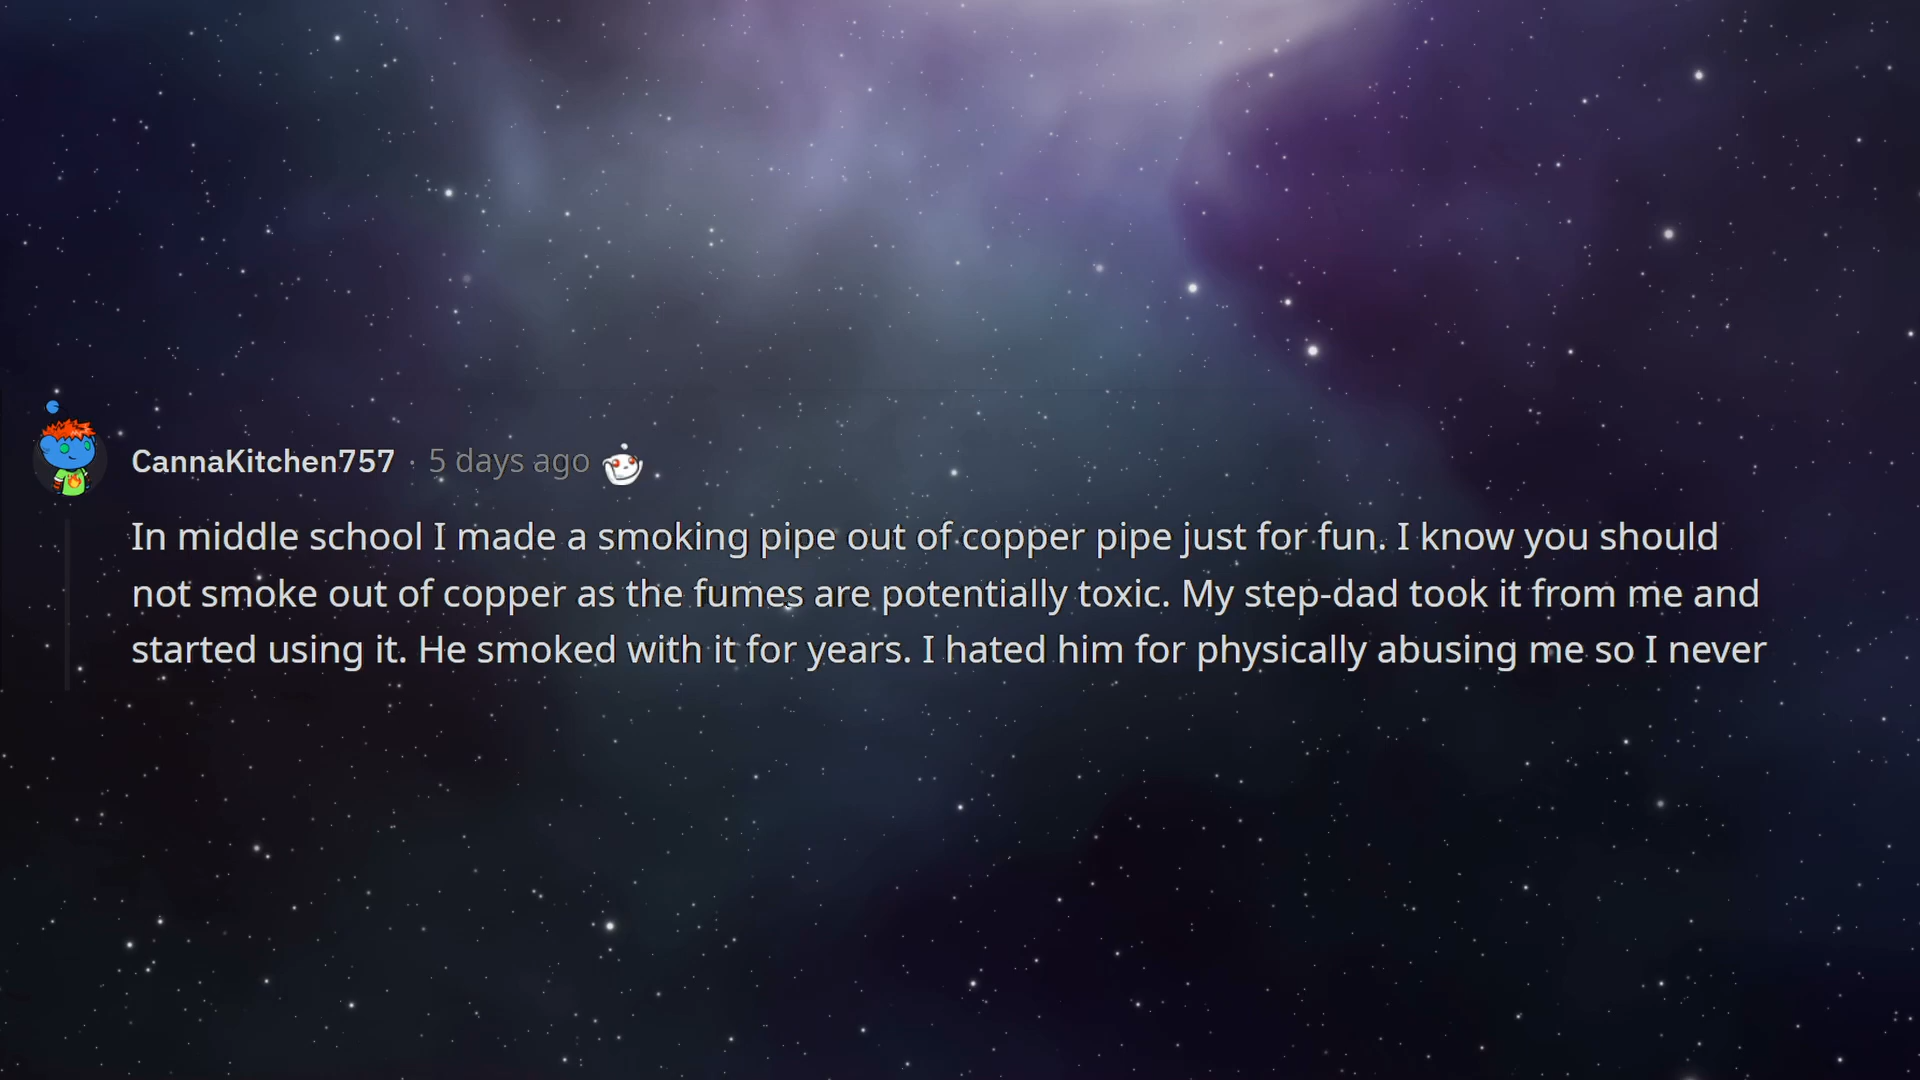 CannaKitchen757 · 5 days ago
In middle school I made a smoking pipe out of copper pipe just for fun. I know you should
not smoke out of copper as the fumes are potentially toxic. My step-dad took it from me and
started using it. He smoked with it for years. I hated him for physically abusing me so I never